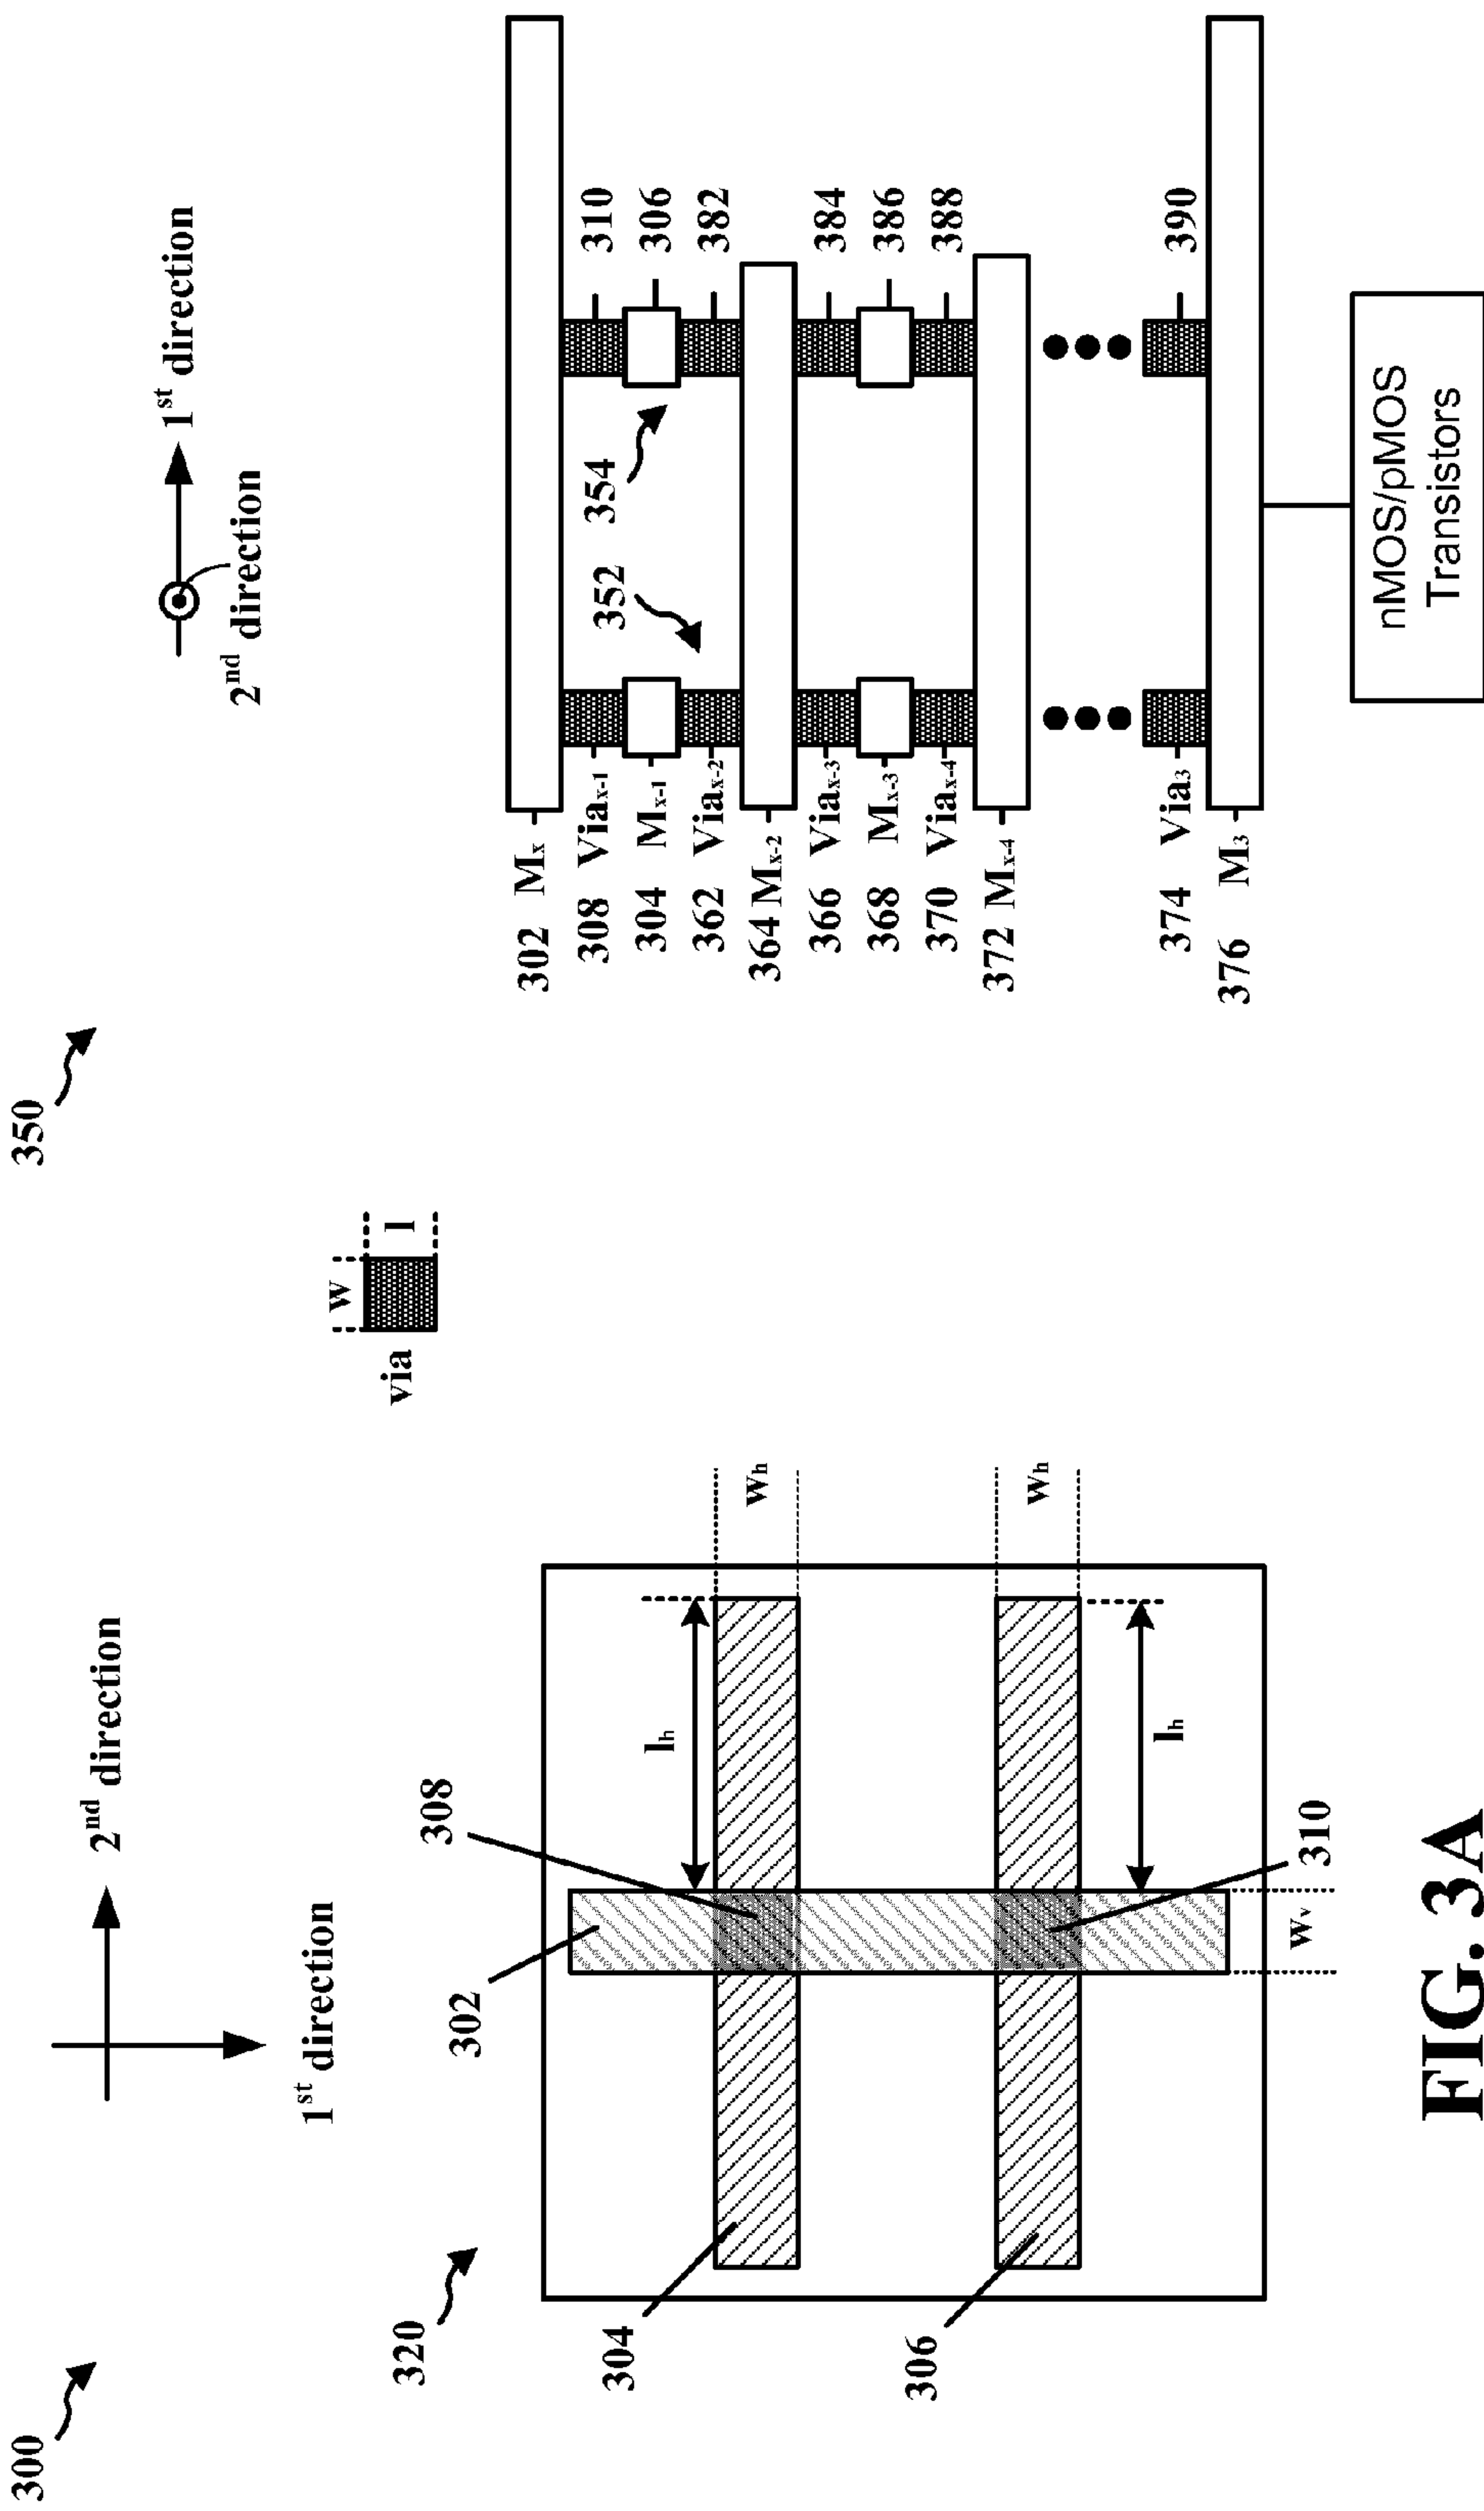 300
2nd direction
1st direction
320
302
308
304
306
lh
lh
wh
wh
310
wv
via
w
l
350
2nd direction
1st direction
352
354
302 Mx
308 Viax-1
310
304 Mx-1
306
362 Viax-2
382
364 Mx-2
366 Viax-3
384
368 Mx-3
386
370 Viax-4
388
372 Mx-4
374 Via3
390
376 M3
nMOS/pMOS
Transistors
FIG. 3A